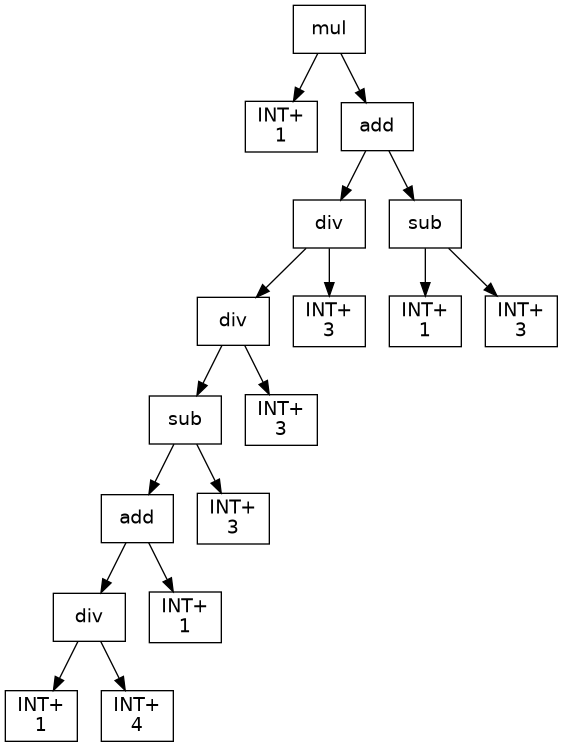 mul
INT+
1
add
div
sub
div
INT+
3
INT+
1
INT+
3
sub
INT+
3
add
INT+
3
div
INT+
1
INT+
1
INT+
4